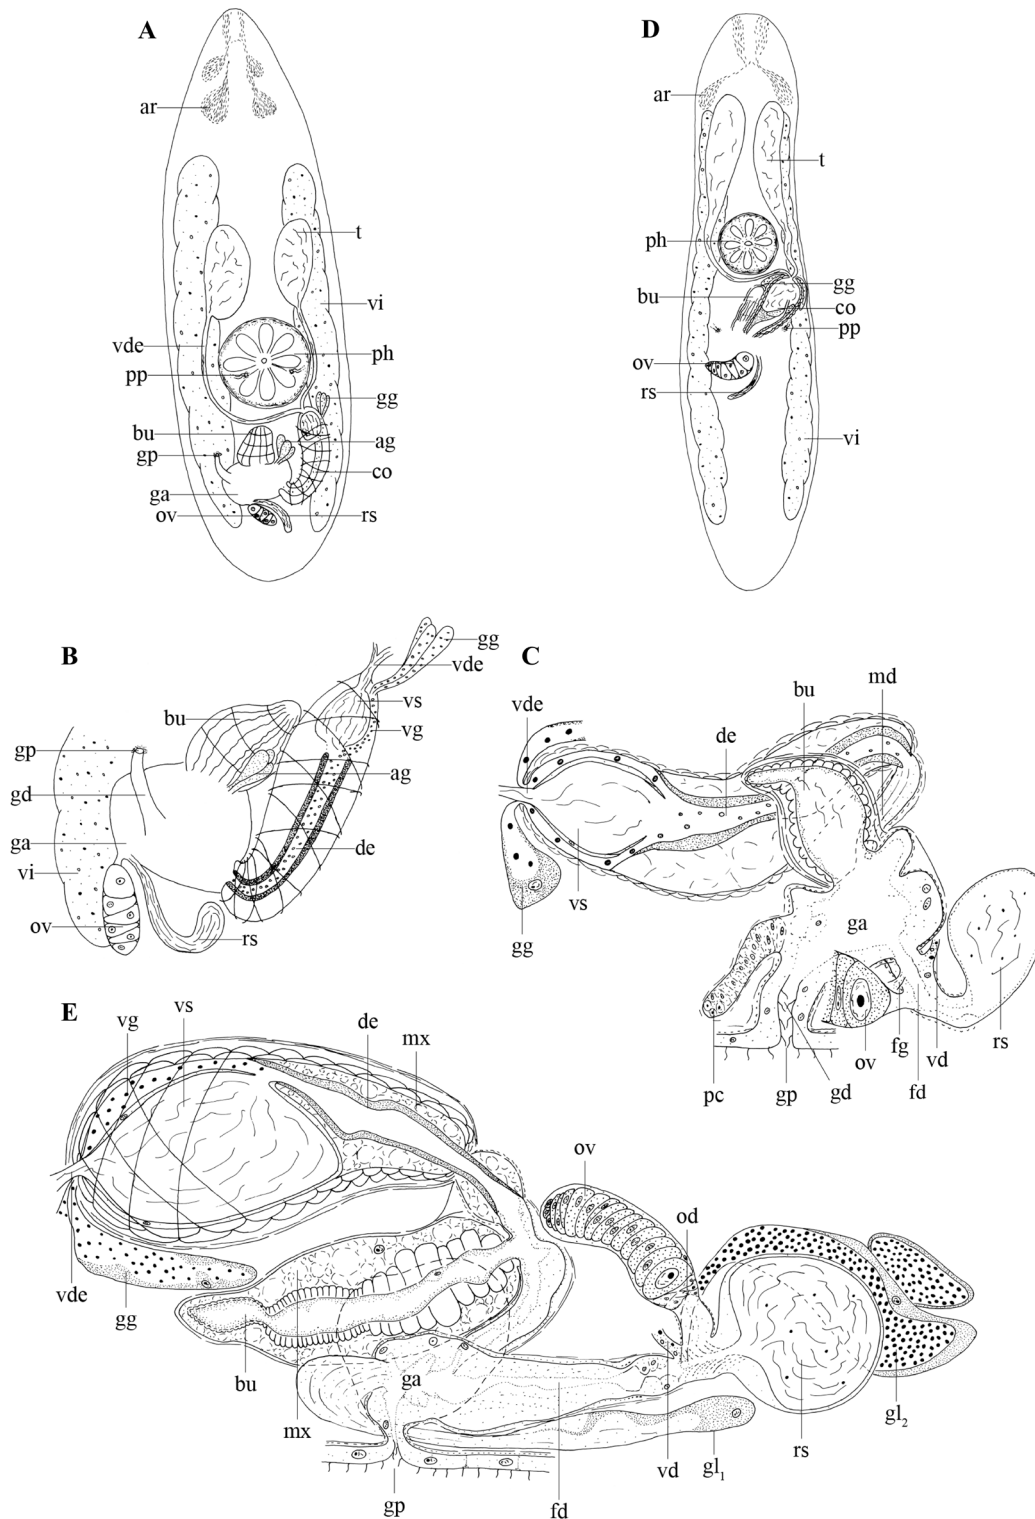 A
D
ar
ar
t
t
ph
vi
gg
bu
co
vde
ph
pp
pp
gg
ov
bu
ag
rs
gp
co
vi
ga
ov
rs
B
gg
C
md
vde
bu
vde
bu
vs
de
gp
vg
ag
gd
ga
de
vi
vs
ov
rs
gg
ga
E
vs
de
vg
mx
rs
pc
gp
gd
ov
fg
vd
fd
ov
od
vde
gg
bu
ga
mx
gl2
rs
vd
gl1
gp
fd